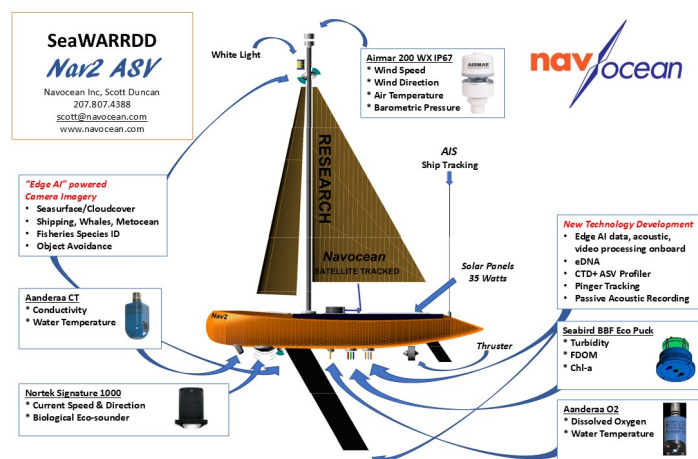 SeaWARRDD
Nav2 ASV
Navocean Inc, Scott Duncan
207.807.4388
scott@navocean.com
www.navocean.com
White Light
Airmar 200 WX IP67
* Wind Speed
* Wind Direction
* Air Temperature
* Barometric Pressure
AIRMAR
nav ocean
RESEARCH
Navocean
SATELLITE TRACKED
AIS
Ship Tracking
"Edge AI" powered
Camera Imagery
• Seasurface/Cloudcover
• Shipping, Whales, Metocean
• Fisheries Species ID
• Object Avoidance
New Technology Development
• Edge AI data, acoustic,
video processing onboard
• eDNA
• CTD+ ASV Profiler
• Pinger Tracking
• Passive Acoustic Recording
Solar Panels
35 Watts
Aanderaa CT
* Conductivity
* Water Temperature
Nav2
Thruster
Seabird BBF Eco Puck
* Turbidity
* FDOM
* Chl-a
Nortek Signature 1000
* Current Speed & Direction
* Biological Eco-sounder
Aanderaa O2
* Dissolved Oxygen
* Water Temperature